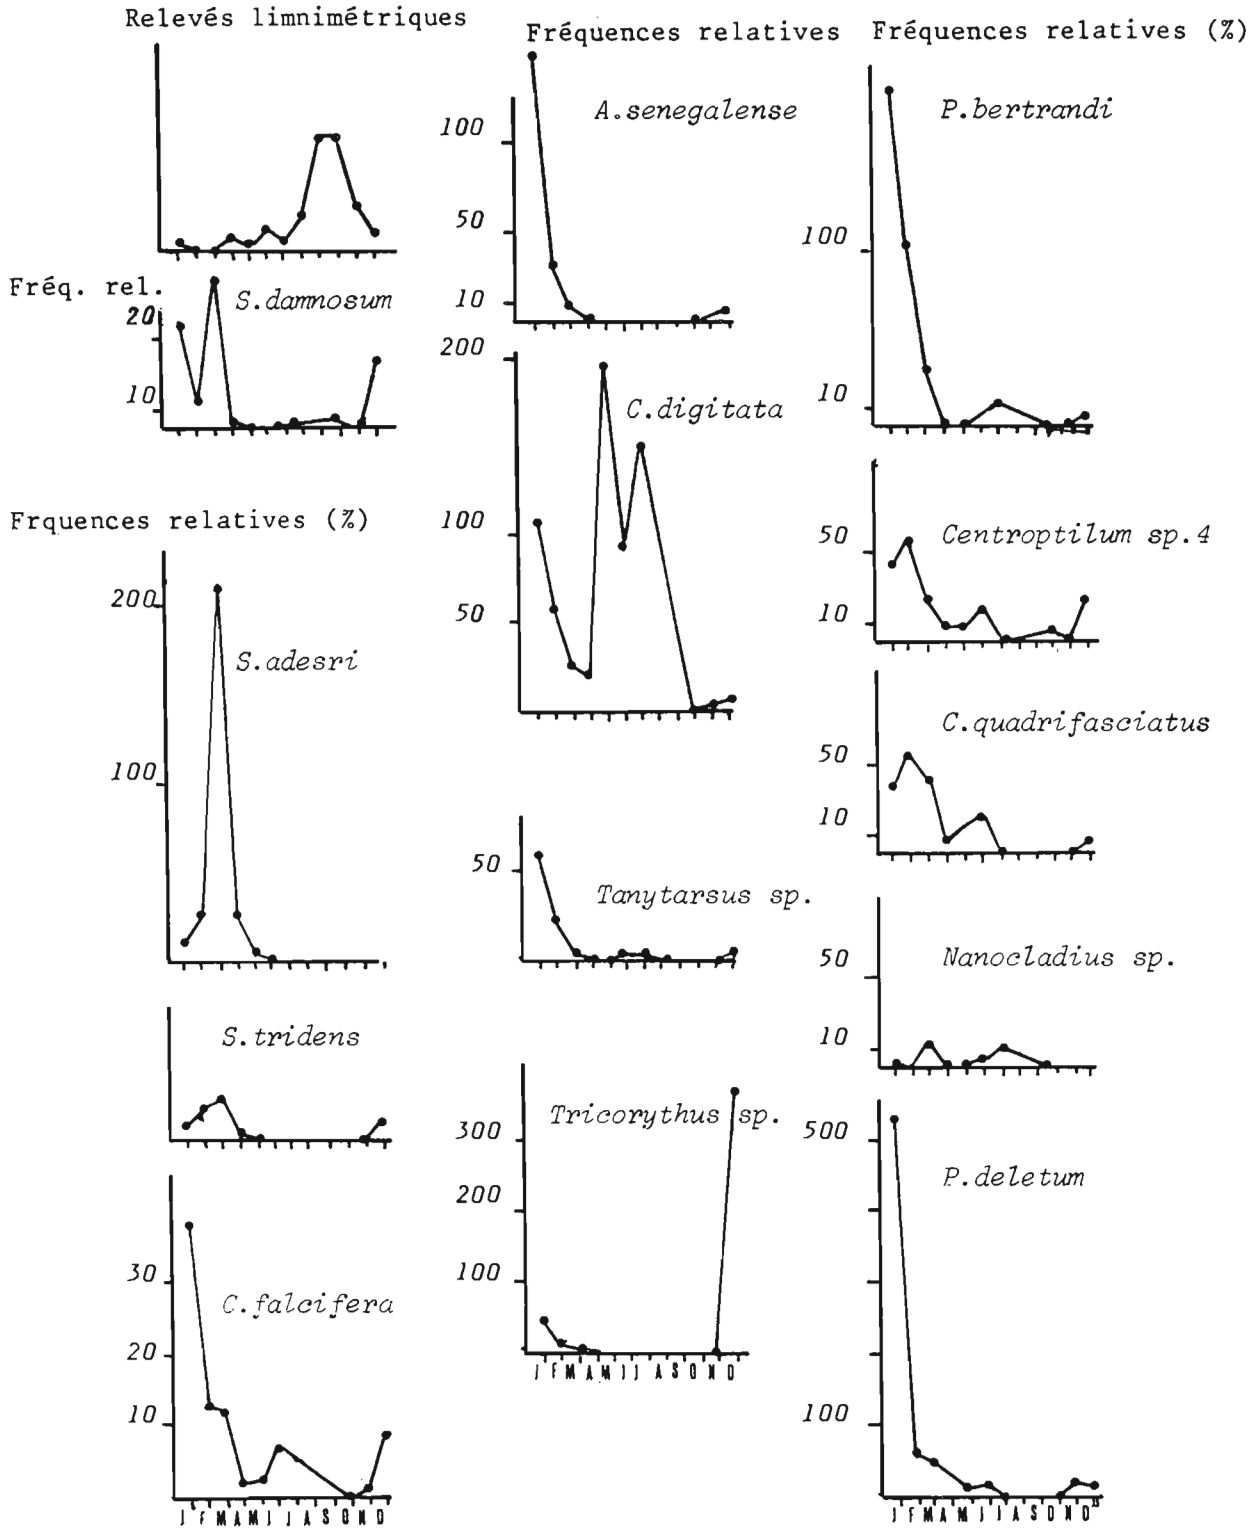 Relevés limnimétriques
Fréq. rel.
S.damnosum
20
10
Frquences relatives (%)
200
100
S.adesri
S.tridens
30
20
10
C.falcifera
J F M A M J J A S O N D
Fréquences relatives
100
50
10
A.senegalense
200
100
50
C.digitata
50
Tanytarsus sp.
300
200
100
Tricorythus sp.
J F M A M J J A S O N D
Fréquences relatives (%)
P.bertrandi
100
10
50
10
Centroptilum sp.4
50
10
C.quadrifasciatus
50
10
Nanocladius sp.
500
100
P.deletum
J F M A M J J A S O N D